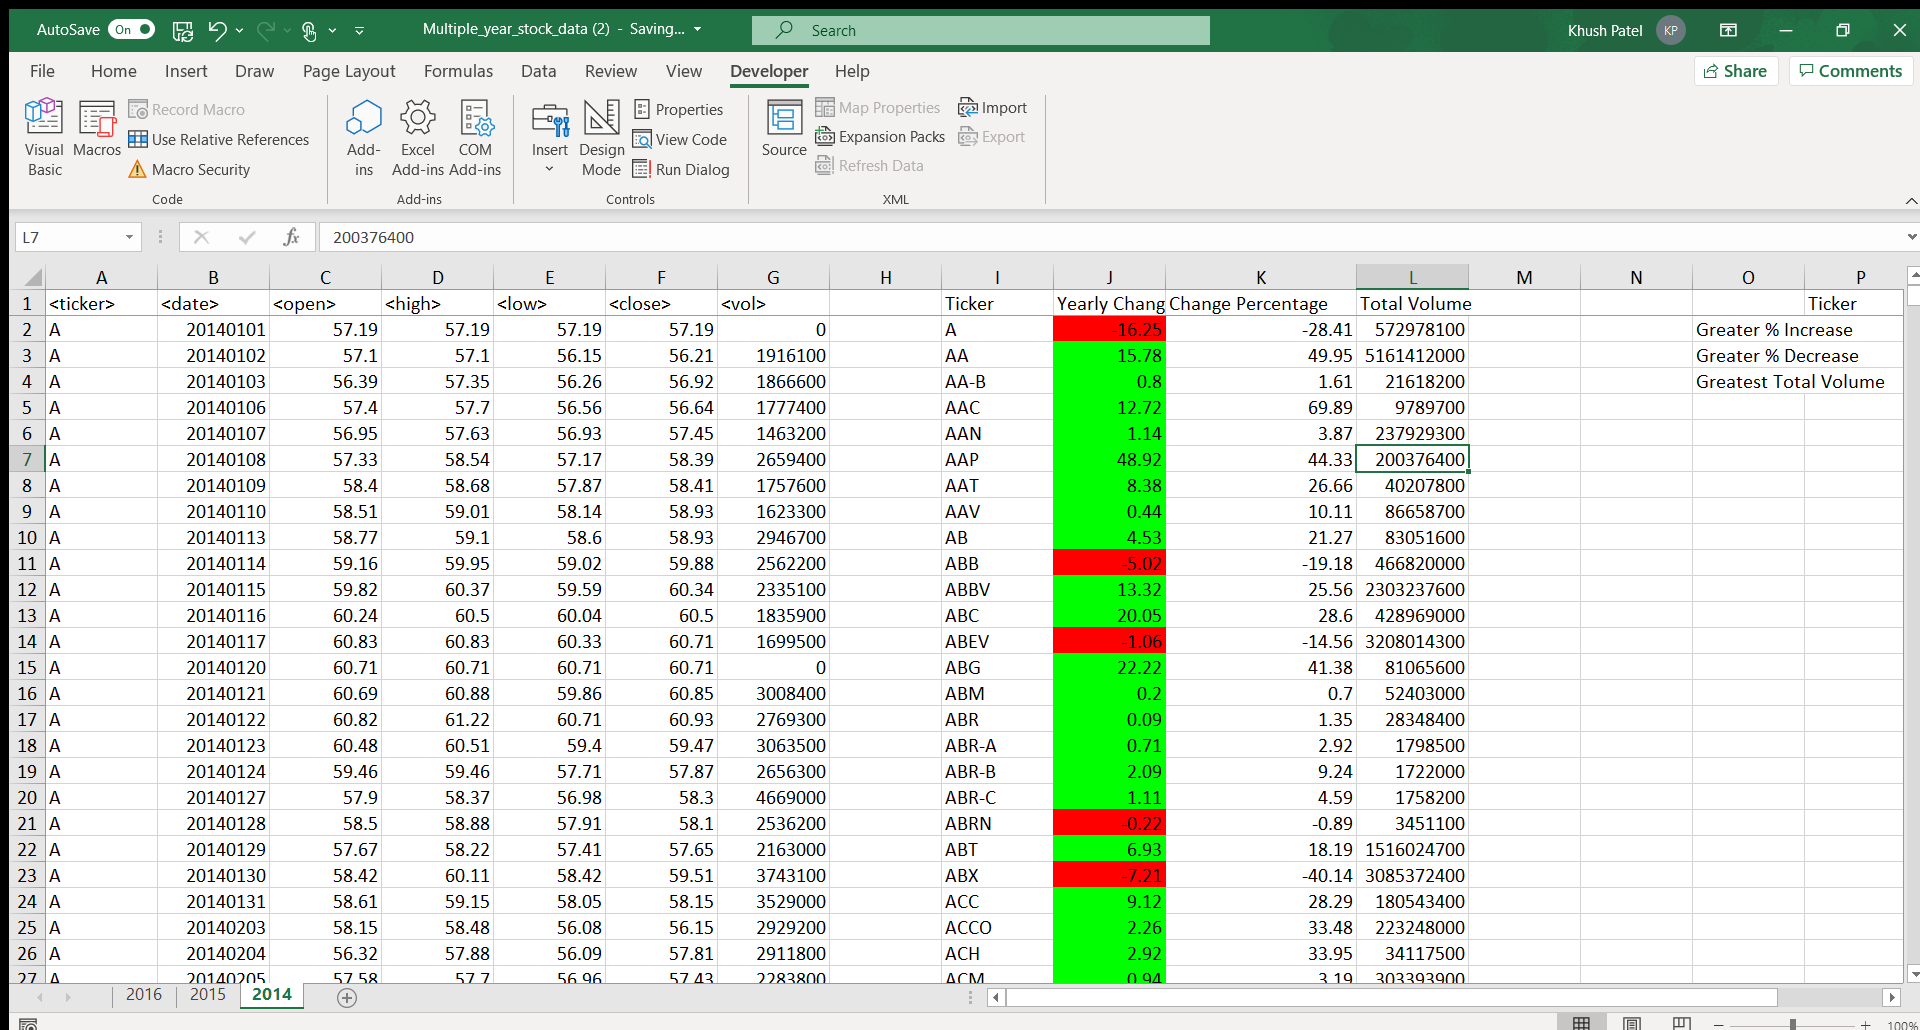 AutoSave On Multiple_year_stock_data (2) - Saving... Search Khush Patel KP
File Home Insert Draw Page Layout Formulas Data Review View Developer Help Share Comments
Visual Basic
Macros
Record Macro
Use Relative References
Macro Security
Code
Add-ins
Excel Add-ins
COM Add-ins
Add-ins
Insert
Design Mode
Properties
View Code
Run Dialog
Controls
Source
Map Properties
Expansion Packs
Refresh Data
Import
Export
XML
L7 fx 200376400
A B C D E F G H I J K L M N O P
1 <ticker> <date> <open> <high> <low> <close> <vol> Ticker Yearly Chang Change Percentage Total Volume Ticker
2 A 20140101 57.19 57.19 57.19 57.19 0 A -16.25 -28.41 572978100 Greater % Increase
3 A 20140102 57.1 57.1 56.15 56.21 1916100 AA 15.78 49.95 5161412000 Greater % Decrease
4 A 20140103 56.39 57.35 56.26 56.92 1866600 AA-B 0.8 1.61 21618200 Greatest Total Volume
5 A 20140106 57.4 57.7 56.56 56.64 1777400 AAC 12.72 69.89 9789700
6 A 20140107 56.95 57.63 56.93 57.45 1463200 AAN 1.14 3.87 237929300
7 A 20140108 57.33 58.54 57.17 58.39 2659400 AAP 48.92 44.33 200376400
8 A 20140109 58.4 58.68 57.87 58.41 1757600 AAT 8.38 26.66 40207800
9 A 20140110 58.51 59.01 58.14 58.93 1623300 AAV 0.44 10.11 86658700
10 A 20140113 58.77 59.1 58.6 58.93 2946700 AB 4.53 21.27 83051600
11 A 20140114 59.16 59.95 59.02 59.88 2562200 ABB -5.02 -19.18 466820000
12 A 20140115 59.82 60.37 59.59 60.34 2335100 ABBV 13.32 25.56 2303237600
13 A 20140116 60.24 60.5 60.04 60.5 1835900 ABC 20.05 28.6 428969000
14 A 20140117 60.83 60.83 60.33 60.71 1699500 ABEV -1.06 -14.56 3208014300
15 A 20140120 60.71 60.71 60.71 60.71 0 ABG 22.22 41.38 81065600
16 A 20140121 60.69 60.88 59.86 60.85 3008400 ABM 0.2 0.7 52403000
17 A 20140122 60.82 61.22 60.71 60.93 2769300 ABR 0.09 1.35 28348400
18 A 20140123 60.48 60.51 59.4 59.47 3063500 ABR-A 0.71 2.92 1798500
19 A 20140124 59.46 59.46 57.71 57.87 2656300 ABR-B 2.09 9.24 1722000
20 A 20140127 57.9 58.37 56.98 58.3 4669000 ABR-C 1.11 4.59 1758200
21 A 20140128 58.5 58.88 57.91 58.1 2536200 ABRN -0.22 -0.89 3451100
22 A 20140129 57.67 58.22 57.41 57.65 2163000 ABT 6.93 18.19 1516024700
23 A 20140130 58.42 60.11 58.42 59.51 3743100 ABX -7.21 -40.14 3085372400
24 A 20140131 58.61 59.15 58.05 58.15 3529000 ACC 9.12 28.29 180543400
25 A 20140203 58.15 58.48 56.08 56.15 2929200 ACCO 2.26 33.48 223248000
26 A 20140204 56.32 57.88 56.09 57.81 2911800 ACH 2.92 33.95 34117500
27 A 20140205 57.58 57.7 56.96 57.43 2283800 ACM 0.94 3.19 303393900
2016 2015 2014
100%